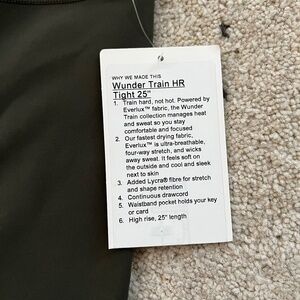 WHY WE MADE THIS
Wunder Train HR
Tight 25"
1. Train hard, not hot. Powered by
Everlux™ fabric, the Wunder
Train collection manages heat
and sweat so you stay
comfortable and focused
2. Our fastest drying fabric,
Everlux™ is ultra-breathable,
four-way stretch, and wicks
away sweat. It feels soft on
the outside and cool and sleek
next to skin
3. Added Lycra® fibre for stretch
and shape retention
4. Continuous drawcord
5. Waistband pocket holds your key
or card
6. High rise, 25" length